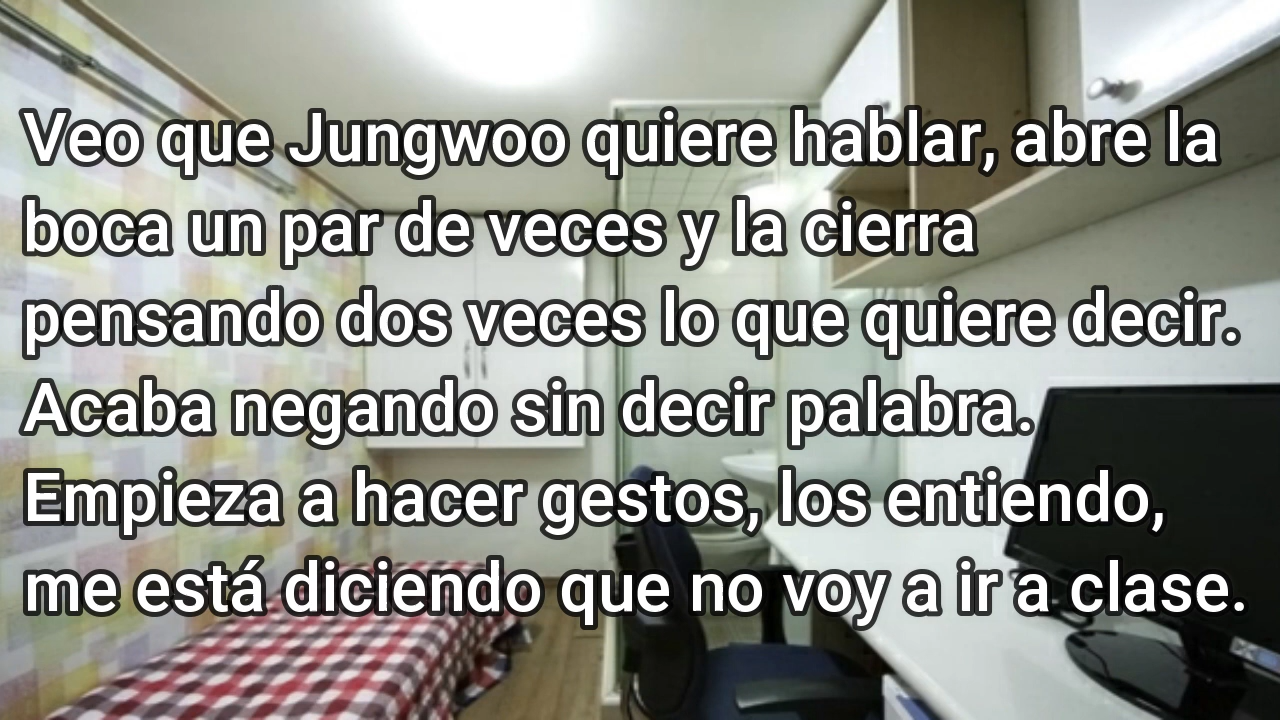 Veo que Jungwoo quiere hablar, abre la
boca un par de veces y la cierra
pensando dos veces lo que quiere decir.
Acaba negando sin decir palabra.
Empieza a hacer gestos, los entiendo,
me está diciendo que no voy a ir a clase.